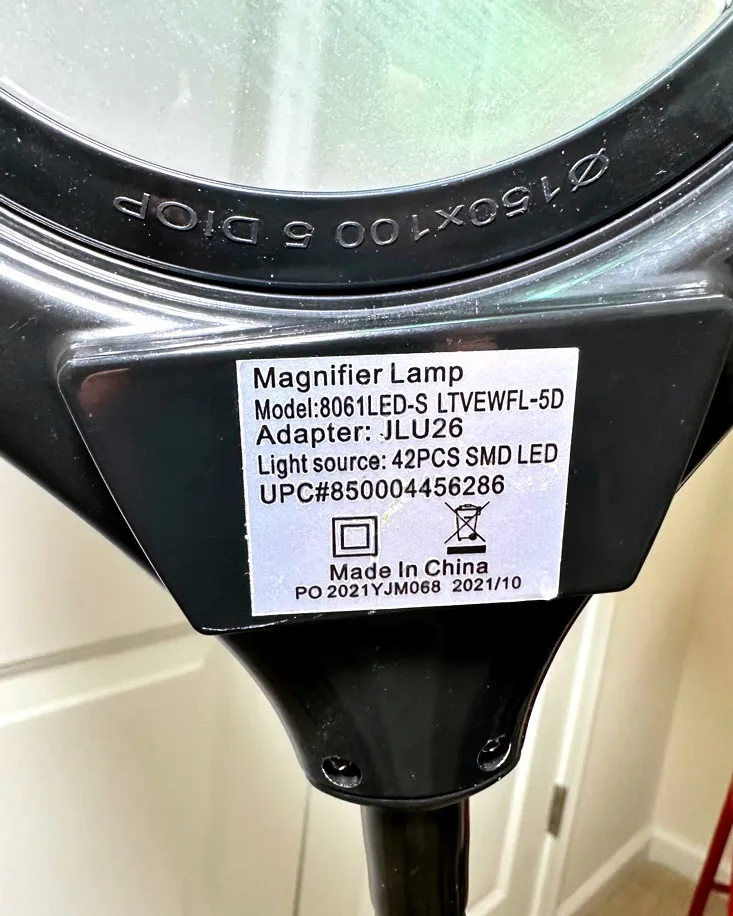 Ø150x100 5 DIOP
Magnifier Lamp
Model:8061LED-S LTVEWFL-5D
Adapter: JLU26
Light source: 42PCS SMD LED
UPC#850004456286
Made In China
PO 2021YJM068 2021/10